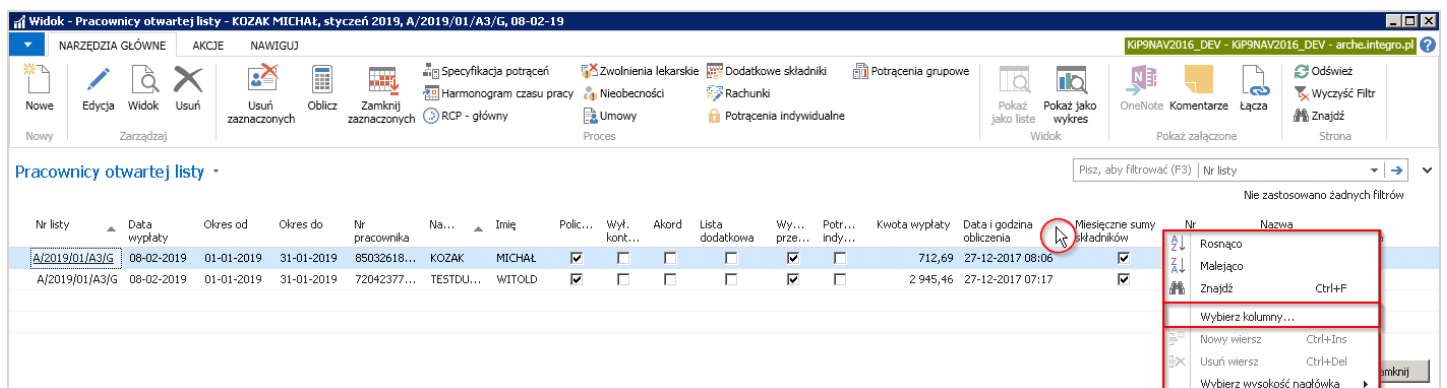 Widok - Pracownicy otwartej listy - KOZAK MICHAŁ, styczeń 2019, A/2019/01/A3/G, 08-02-19
NARZĘDZIA GŁÓWNE AKCJE NAWIGUJ KiP9NAV2016_DEV - KiP9NAV2016_DEV - arche.integro.pl
Nowe Edycja Widok Usuń Usuń zaznaczonych Oblicz Zamknij zaznaczonych
Specyfikacja potrąceń Zwolnienia lekarskie Dodatkowe składniki Potrącenia grupowe
Harmonogram czasu pracy Nieobecności Rachunki
RCP - główny Umowy Potrącenia indywidualne
Pokaż jako liste Pokaż jako wykres OneNote Komentarze Łącza
Odśwież
Wyczyść Filtr
Znajdź
Nowy Zarządzaj Proces Widok Pokaż załączone Strona
Pracownicy otwartej listy
Pisz, aby filtrować (F3) Nr listy
Nie zastosowano żadnych filtrów
Nr listy Data wypłaty Okres od Okres do Nr pracownika Na... Imię Polic... Wył. kont... Akord Lista dodatkowa Wy... prze... Potr... indy... Kwota wypłaty Data i godzina obliczenia Miesięczne sumy składników Nr Nazwa
A/2019/01/A3/G 08-02-2019 01-01-2019 31-01-2019 85032618... KOZAK MICHAŁ 712,69 27-12-2017 08:06
A/2019/01/A3/G 08-02-2019 01-01-2019 31-01-2019 72042377... TESTDU... WITOLD 2 945,46 27-12-2017 07:17
Rosnąco
Malejąco
Znajdź Ctrl+F
Wybierz kolumny...
Nowy wiersz Ctrl+Ins
Usuń wiersz Ctrl+Del
Wybierz wysokość nagłówka